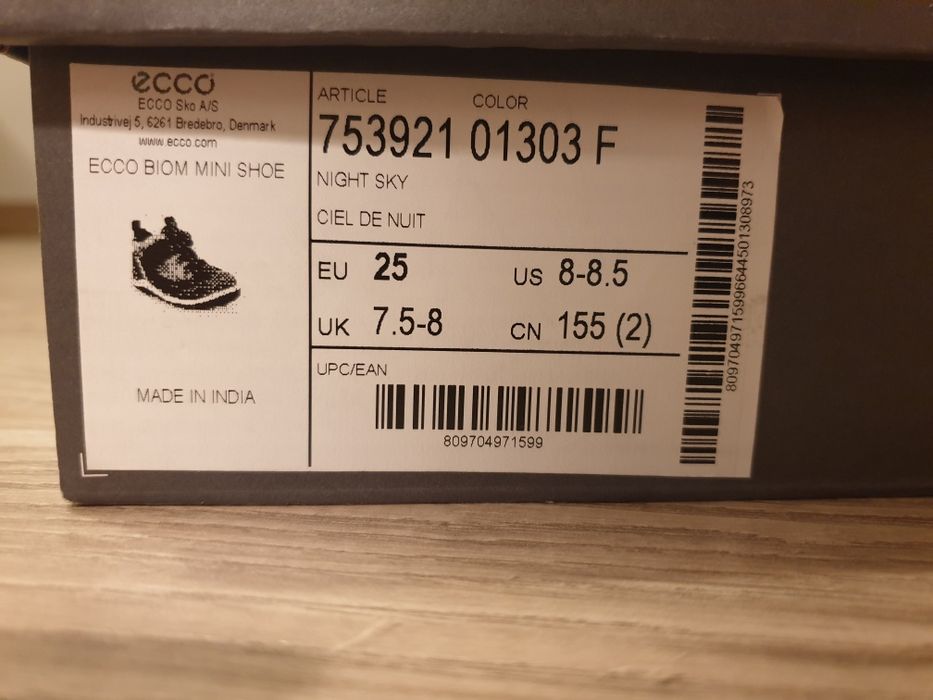 ecco
ECCO Sko A/S
Industrivej 5, 6261 Bredebro, Denmark
www.ecco.com
ECCO BIOM MINI SHOE
MADE IN INDIA
ARTICLE COLOR
753921 01303 F
NIGHT SKY
CIEL DE NUIT
EU 25 US 8-8.5
UK 7.5-8 CN 155 (2)
UPC/EAN
809704971599
809704971599664450130​8973